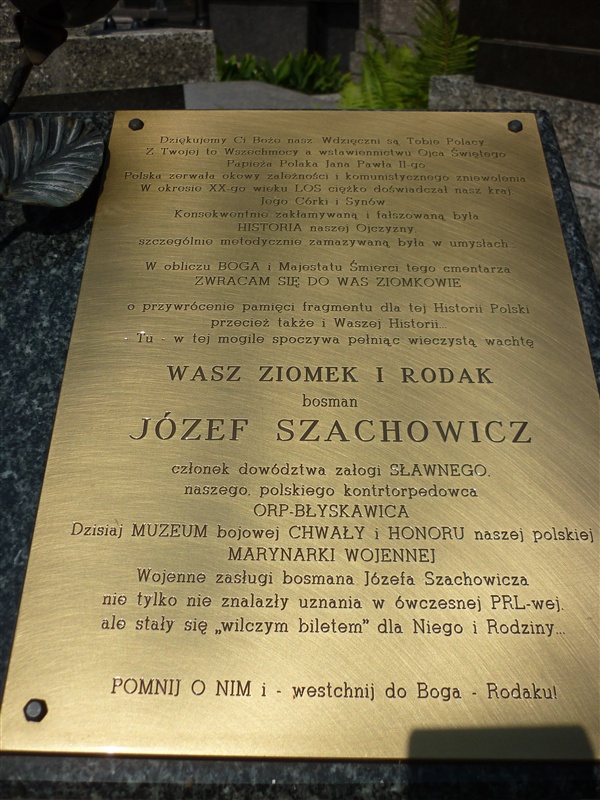 Dziękujemy Ci Boże nasz Wdzięczni są Tobie Polacy
Z Twojej to Wszechmocy a wstawiennictwu Ojca Świętego
Papieża Polaka Jana Pawła II-go
Polska zerwała okowy zależności i komunistycznego zniewolenia
W okresie XX-go wieku LOS ciężko doświadczał nasz kraj
Jego Córki i Synów
Konsekwentnie zakłamywaną i fałszowaną była
HISTORIA naszej Ojczyzny,
szczególnie metodycznie zamazywaną była w umysłach.
W obliczu BOGA i Majestatu Śmierci tego cmentarza
ZWRACAM SIĘ DO WAS ZIOMKOWIE
o przywrócenie pamięci fragmentu dla tej Historii Polski
przecież także i Waszej Historii...
- Tu - w tej mogile spoczywa pełniąc wieczystą wachtę
WASZ ZIOMEK I RODAK
bosman
JÓZEF SZACHOWICZ
członek dowództwa załogi SŁAWNEGO,
naszego, polskiego kontrtorpedowca
ORP-BŁYSKAWICA
Dzisiaj MUZEUM bojowej CHWAŁY i HONORU naszej polskiej
MARYNARKI WOJENNEJ
Wojenne zasługi bosmana Józefa Szachowicza
nie tylko nie znalazły uznania w ówczesnej PRL-wej,
ale stały się „wilczym biletem” dla Niego i Rodziny...
POMNIJ O NIM i - westchnij do Boga - Rodaku!